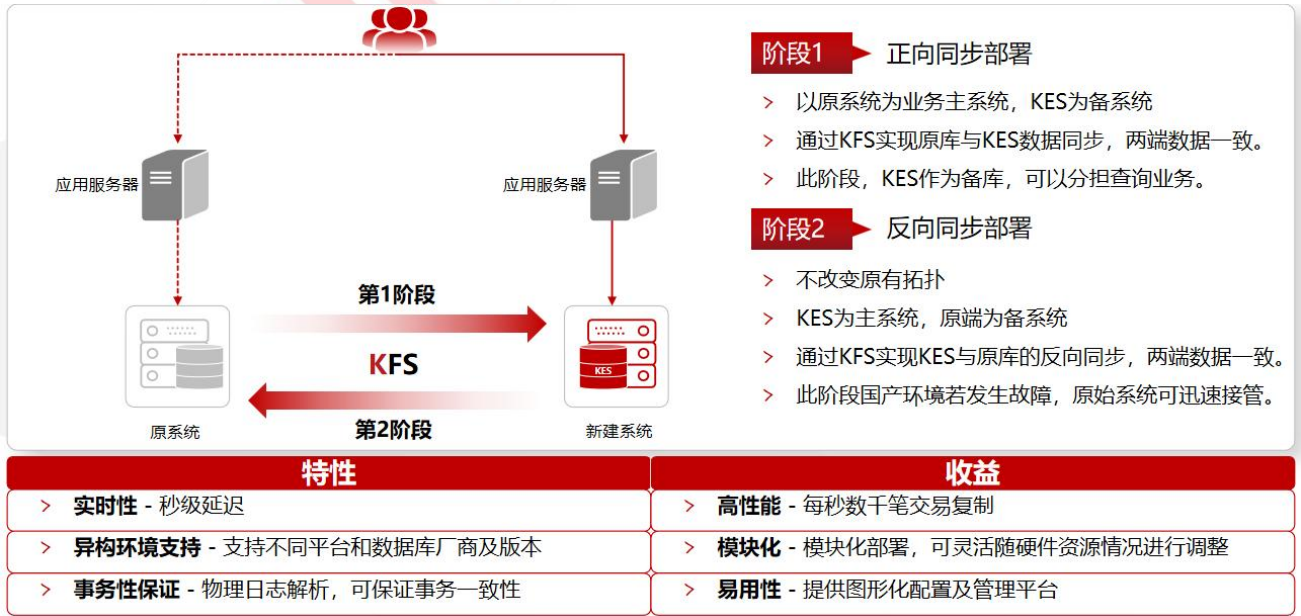 应用服务器
应用服务器
第1阶段
KFS
第2阶段
KES
原系统
新建系统
阶段1 正向同步部署
> 以原系统为业务主系统，KES为备系统
> 通过KFS实现原库与KES数据同步，两端数据一致。
> 此阶段，KES作为备库，可以分担查询业务。
阶段2 反向同步部署
> 不改变原有拓扑
> KES为主系统，原端为备系统
> 通过KFS实现KES与原库的反向同步，两端数据一致。
> 此阶段国产环境若发生故障，原始系统可迅速接管。
特性
> 实时性 - 秒级延迟
> 异构环境支持 - 支持不同平台和数据库厂商及版本
> 事务性保证 - 物理日志解析，可保证事务一致性
收益
> 高性能 - 每秒数千笔交易复制
> 模块化 - 模块化部署，可灵活随硬件资源情况进行调整
> 易用性 - 提供图形化配置及管理平台